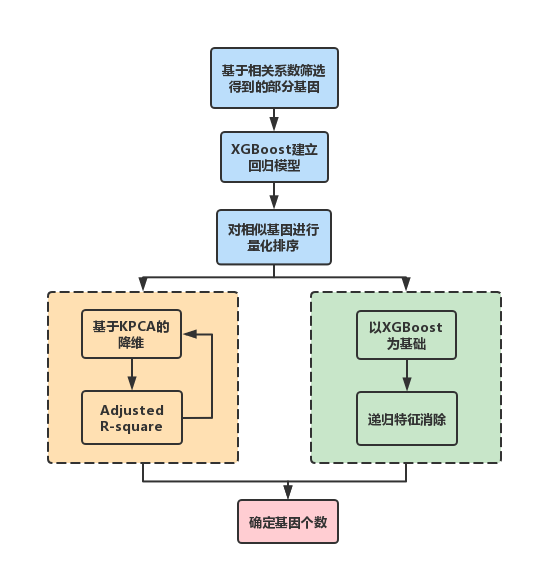 基于相关系数筛选
得到的部分基因
XGBoost建立
回归模型
对相似基因进行
量化排序
基于KPCA的
降维
Adjusted
R-square
以XGBoost
为基础
递归特征消除
确定基因个数